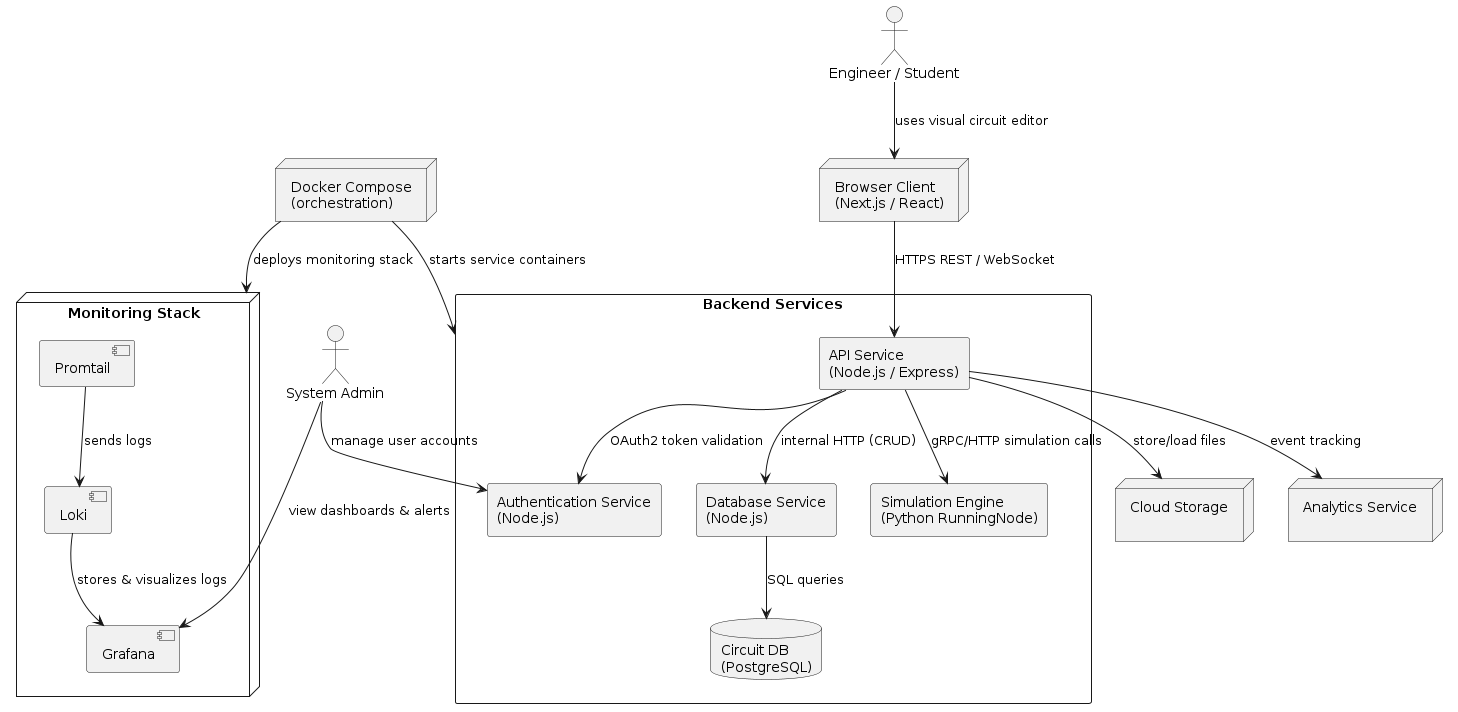 Engineer / Student
uses visual circuit editor
Docker Compose
(orchestration)
Browser Client
(Next.js / React)
deploys monitoring stack
starts service containers
HTTPS REST / WebSocket
Monitoring Stack
Backend Services
Promtail
System Admin
API Service
(Node.js / Express)
sends logs
manage user accounts
OAuth2 token validation
internal HTTP (CRUD)
gRPC/HTTP simulation calls
store/load files
event tracking
Loki
view dashboards & alerts
Authentication Service
(Node.js)
Database Service
(Node.js)
Simulation Engine
(Python RunningNode)
Cloud Storage
Analytics Service
stores & visualizes logs
SQL queries
Grafana
Circuit DB
(PostgreSQL)